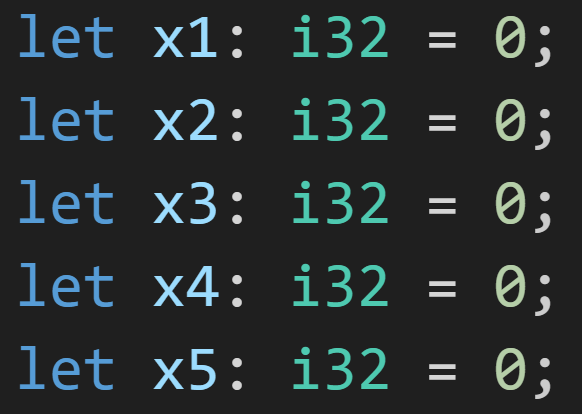 let x1: i32 = 0;
let x2: i32 = 0;
let x3: i32 = 0;
let x4: i32 = 0;
let x5: i32 = 0;